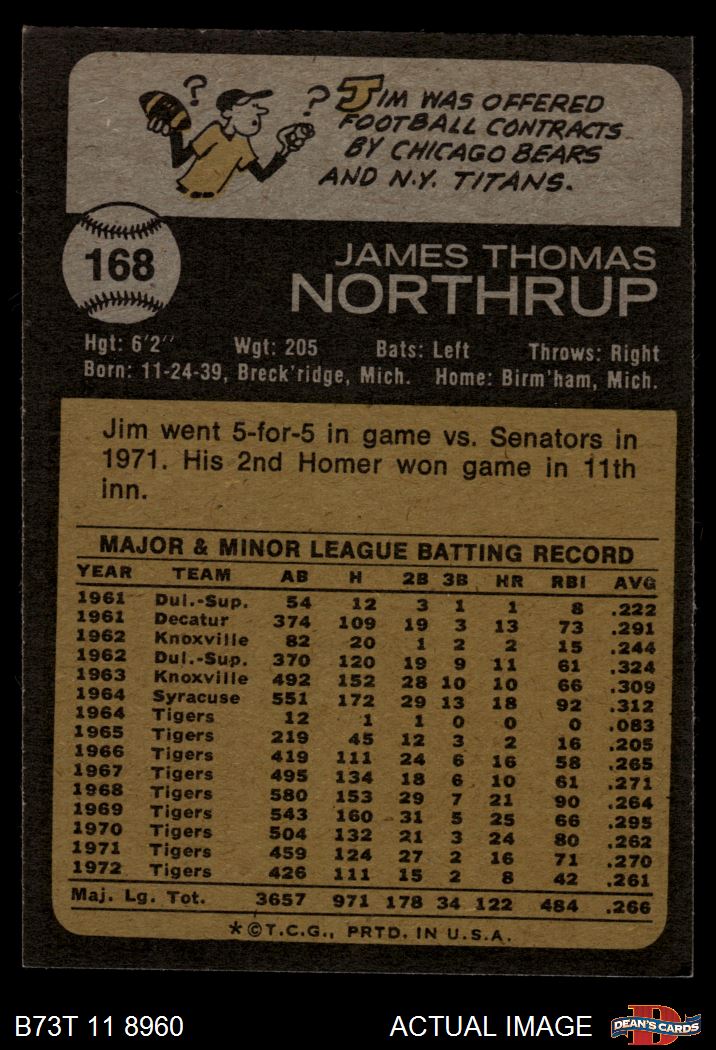 ? ? JIM WAS OFFERED
FOOTBALL CONTRACTS
BY CHICAGO BEARS
AND N.Y. TITANS.
168
JAMES THOMAS
NORTHRUP
Hgt: 6'2" Wgt: 205 Bats: Left Throws: Right
Born: 11-24-39, Breck'ridge, Mich. Home: Birm'ham, Mich.
Jim went 5-for-5 in game vs. Senators in
1971. His 2nd Homer won game in 11th
inn.
MAJOR & MINOR LEAGUE BATTING RECORD
YEAR TEAM AB H 2B 3B HR RBI AVG
1961 Dul.-Sup. 54 12 3 1 1 8 .222
1961 Decatur 374 109 19 3 13 73 .291
1962 Knoxville 82 20 1 2 2 15 .244
1962 Dul.-Sup. 370 120 19 9 11 61 .324
1963 Knoxville 492 152 28 10 10 66 .309
1964 Syracuse 551 172 29 13 18 92 .312
1964 Tigers 12 1 1 0 0 0 .083
1965 Tigers 219 45 12 3 2 16 .205
1966 Tigers 419 111 24 6 16 58 .265
1967 Tigers 495 134 18 6 10 61 .271
1968 Tigers 580 153 29 7 21 90 .264
1969 Tigers 543 160 31 5 25 66 .295
1970 Tigers 504 132 21 3 24 80 .262
1971 Tigers 459 124 27 2 16 71 .270
1972 Tigers 426 111 15 2 8 42 .261
Maj. Lg. Tot. 3657 971 178 34 122 484 .266
*©T.C.G., PRTD. IN U.S.A.
B73T 11 8960 ACTUAL IMAGE D DEAN'S CARDS